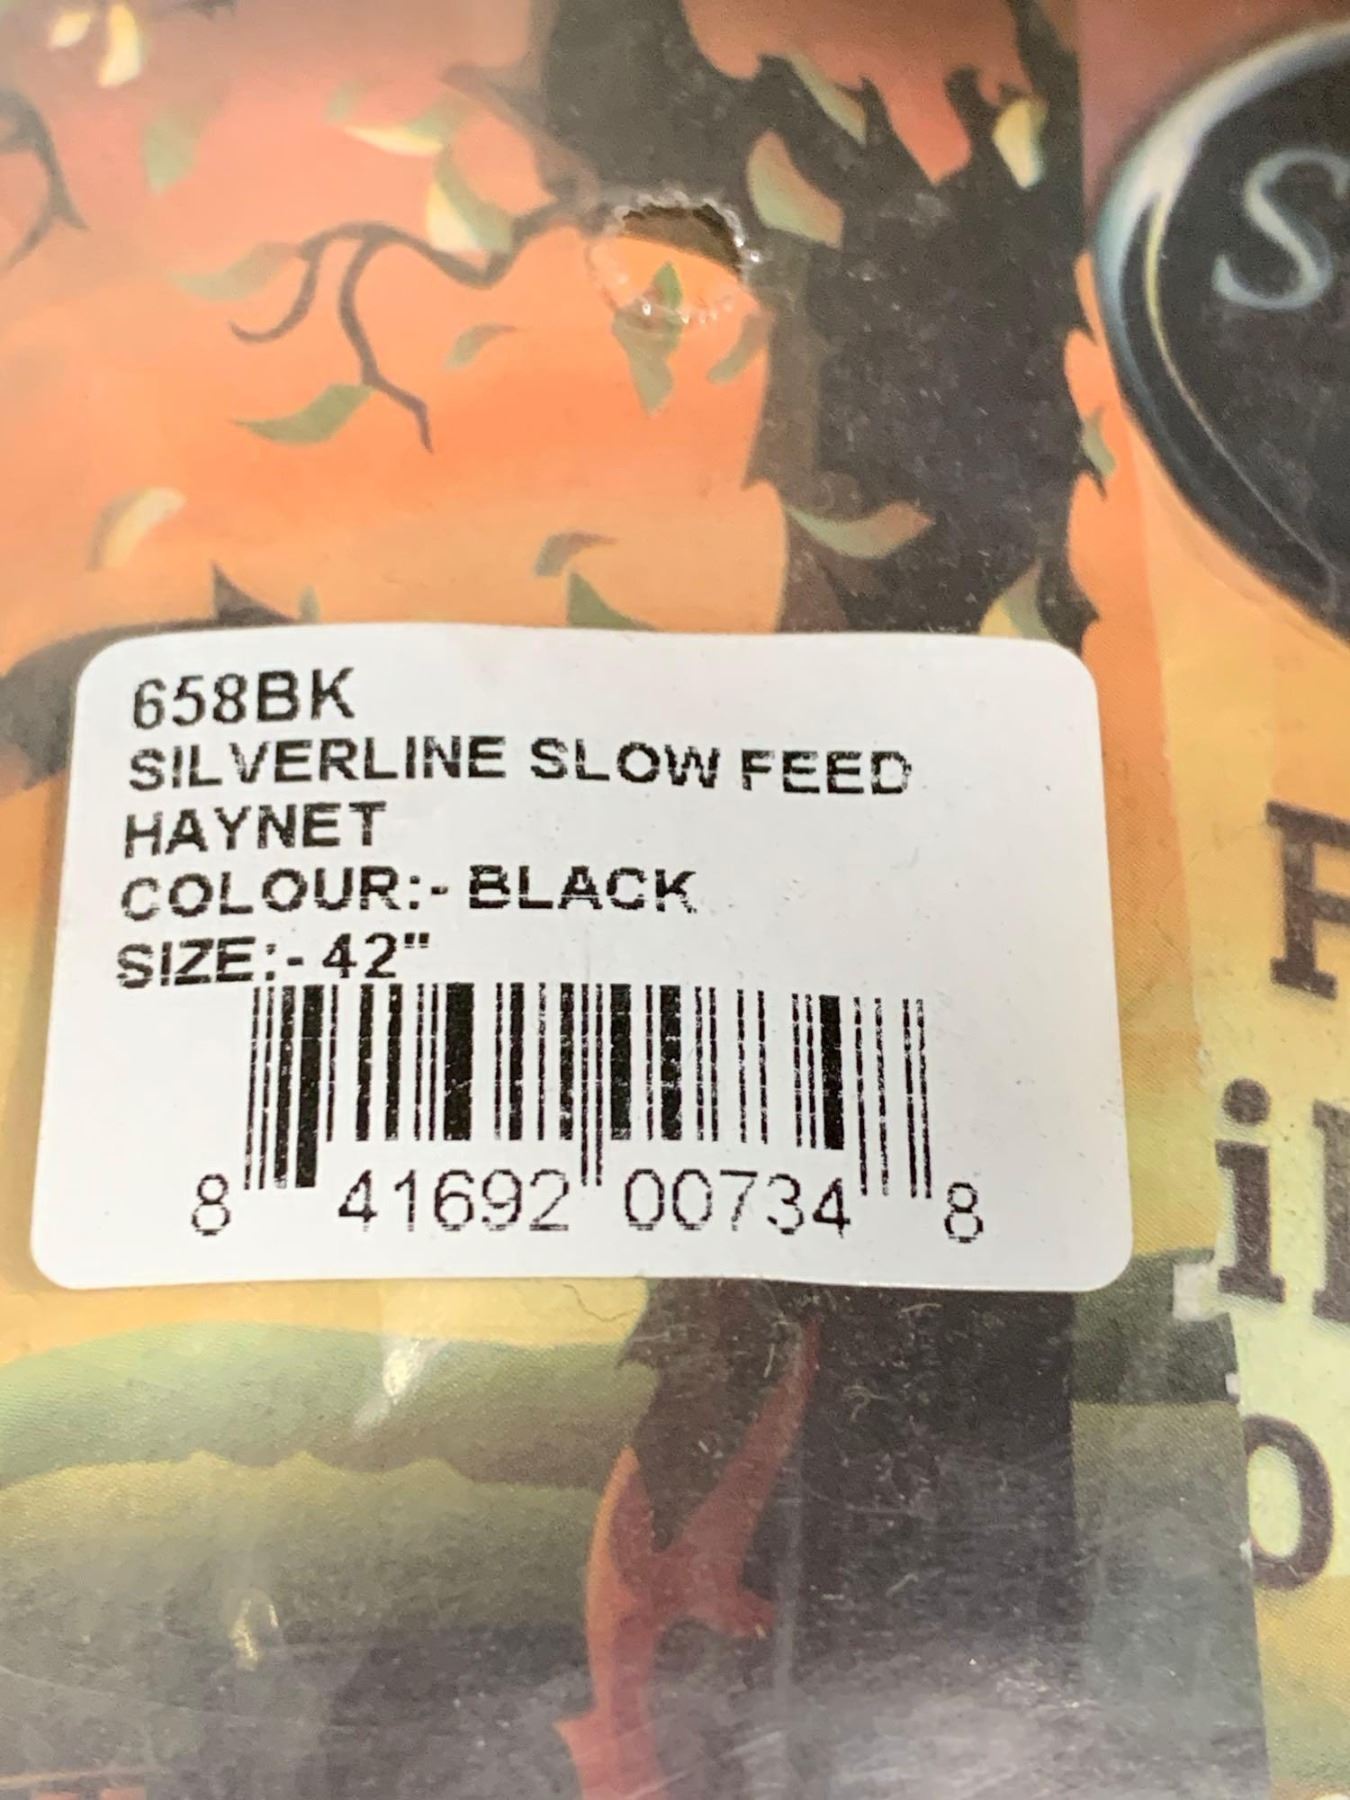 658BK
SILVERLINE SLOW FEED
HAYNET
COLOUR:- BLACK
SIZE:- 42"
8 41692 00734 8
S